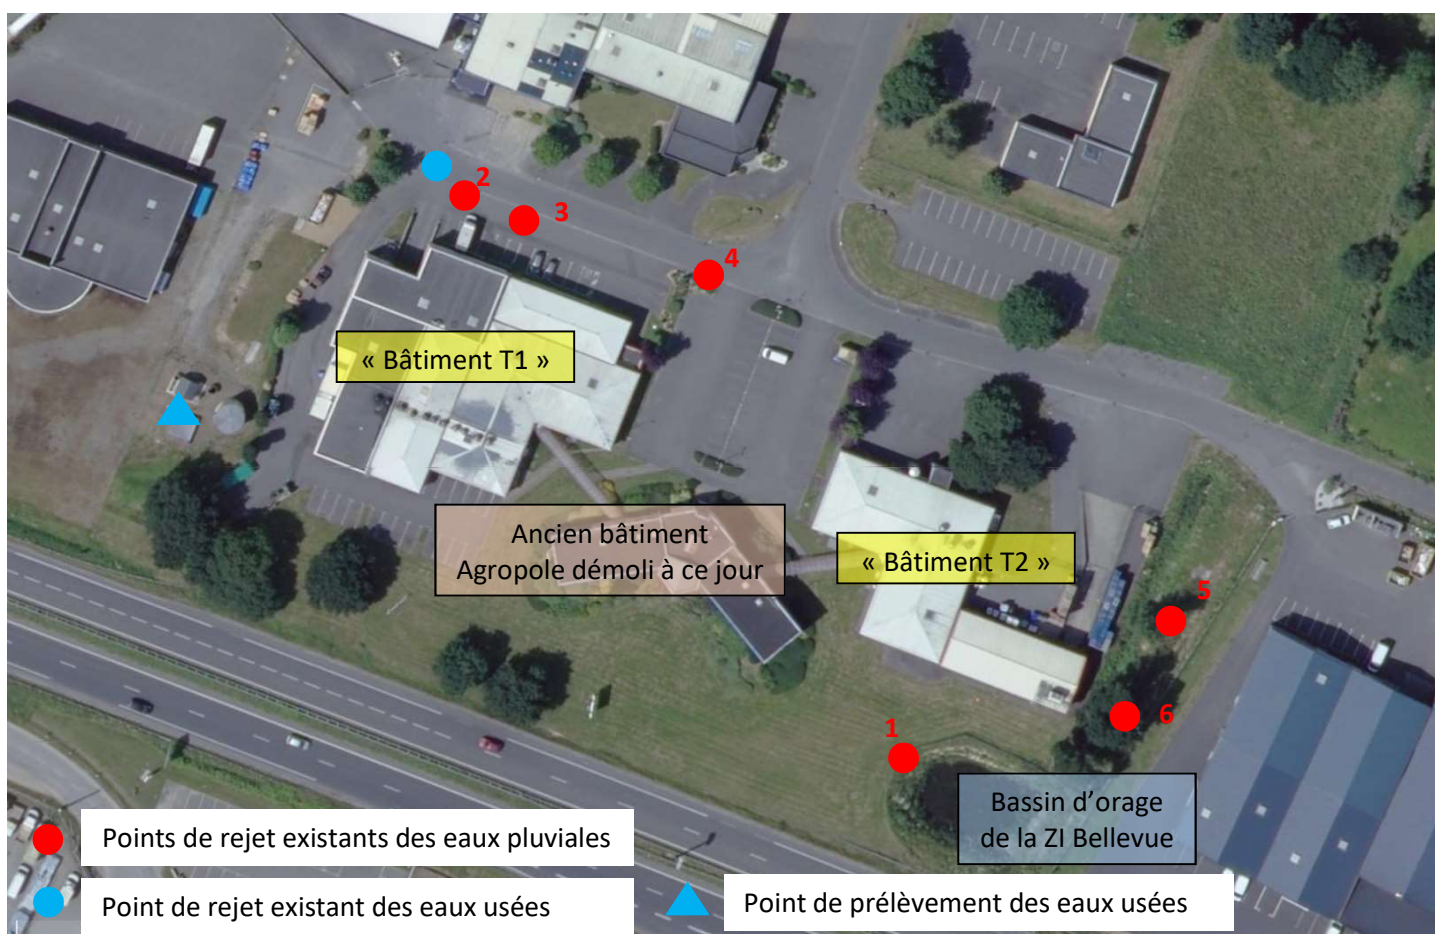 2
3
4
« Bâtiment T1 »
Ancien bâtiment
Agropole démoli à ce jour
« Bâtiment T2 »
5
6
1
Bassin d’orage
de la ZI Bellevue
Points de rejet existants des eaux pluviales
Point de rejet existant des eaux usées
Point de prélèvement des eaux usées